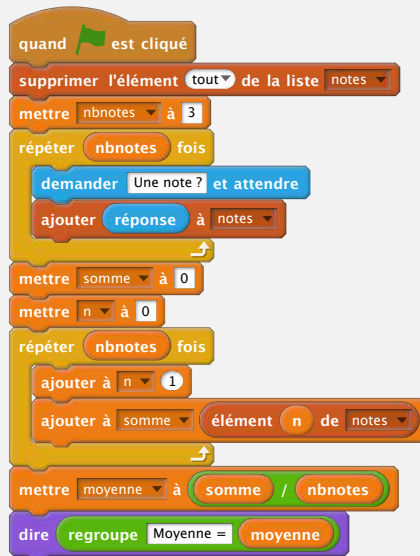 quand est cliqué
supprimer l'élément tout de la liste notes
mettre nbnotes à 3
répéter nbnotes fois
demander Une note ? et attendre
ajouter réponse à notes
mettre somme à 0
mettre n à 0
répéter nbnotes fois
ajouter à n 1
ajouter à somme élément n de notes
mettre moyenne à somme / nbnotes
dire regroupe Moyenne = moyenne